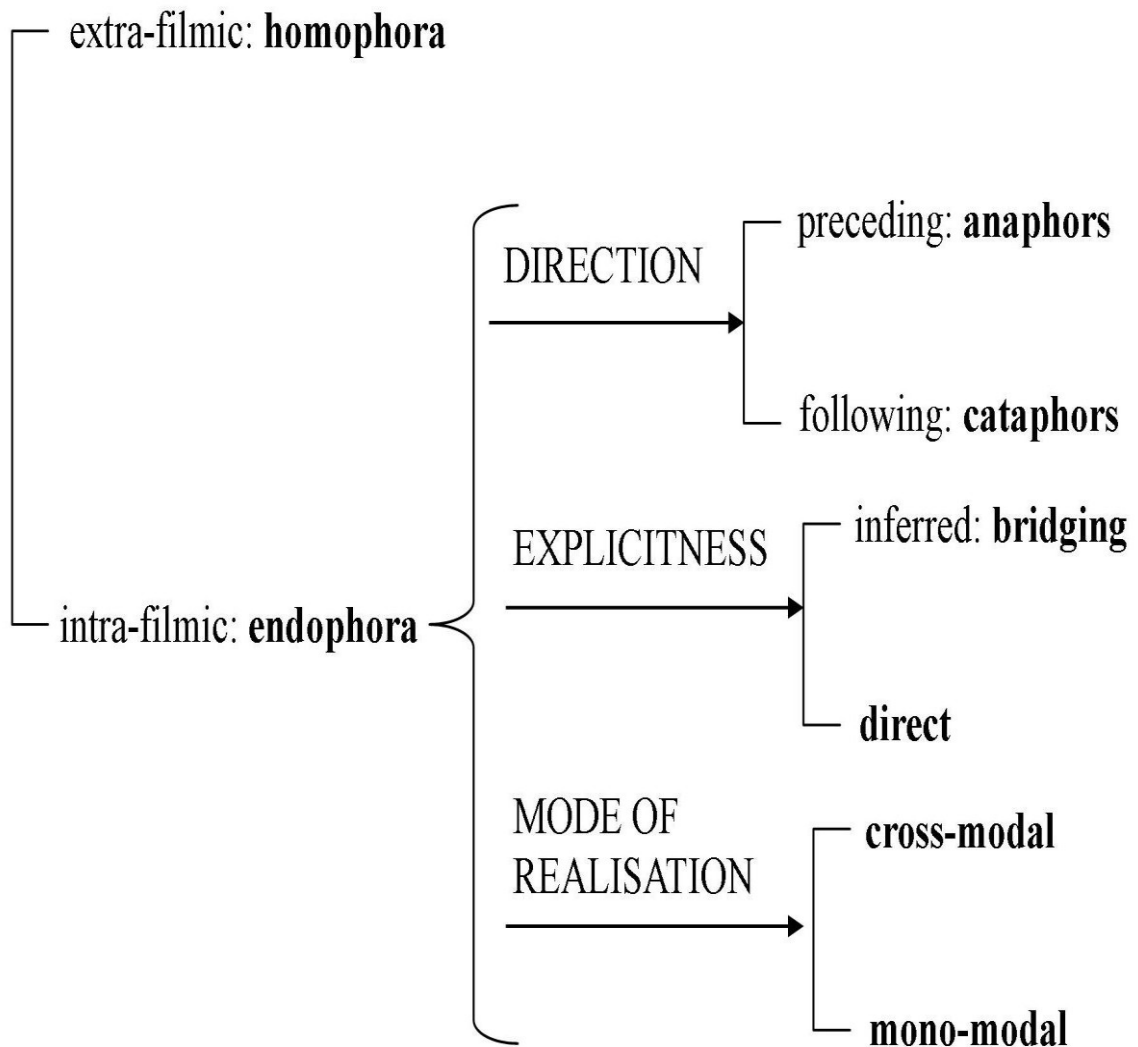 extra-filmic: homophora
preceding: anaphors
DIRECTION
following: cataphors
inferred: bridging
EXPLICITNESS
intra-filmic: endophora
direct
MODE OF
REALISATION
cross-modal
mono-modal